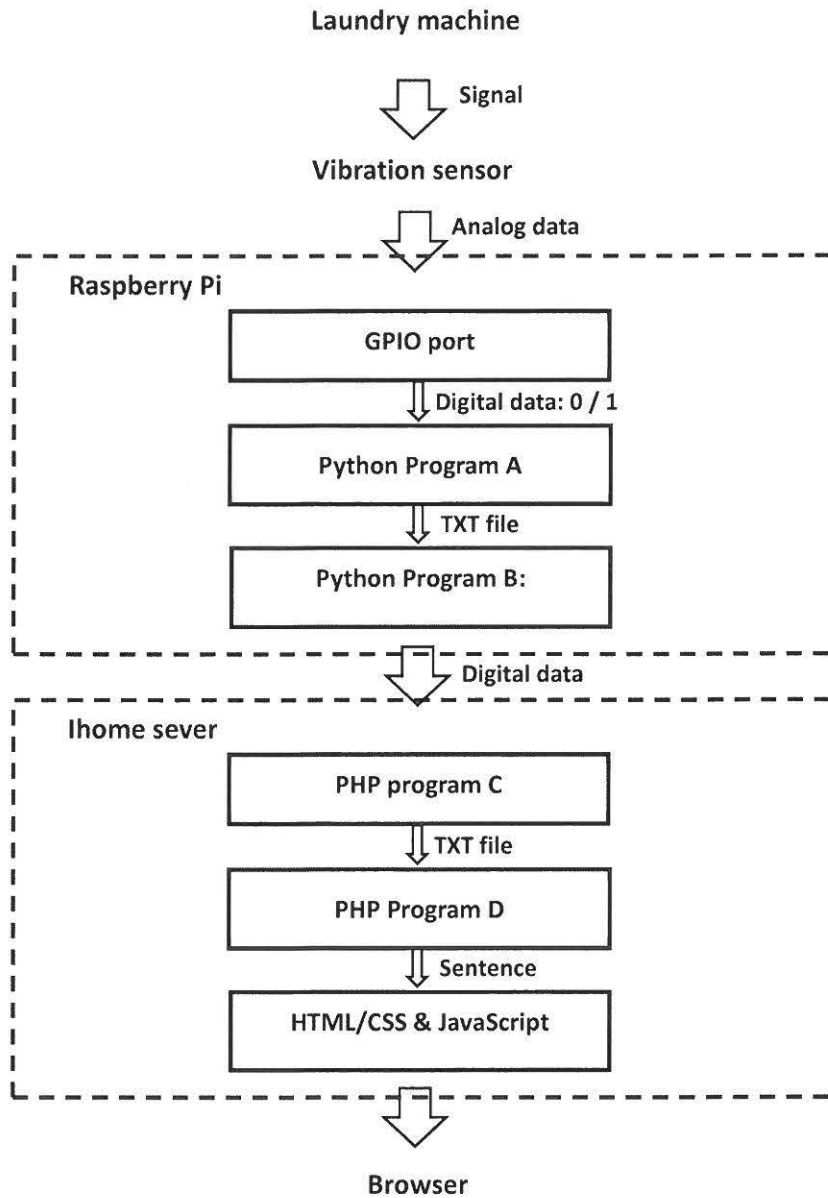 Laundry machine
Signal
Vibration sensor
Analog data
Raspberry Pi
GPIO port
Digital data: 0 / 1
Python Program A
TXT file
Python Program B:
Digital data
Ihome sever
PHP program C
TXT file
PHP Program D
Sentence
HTML/CSS & JavaScript
Browser